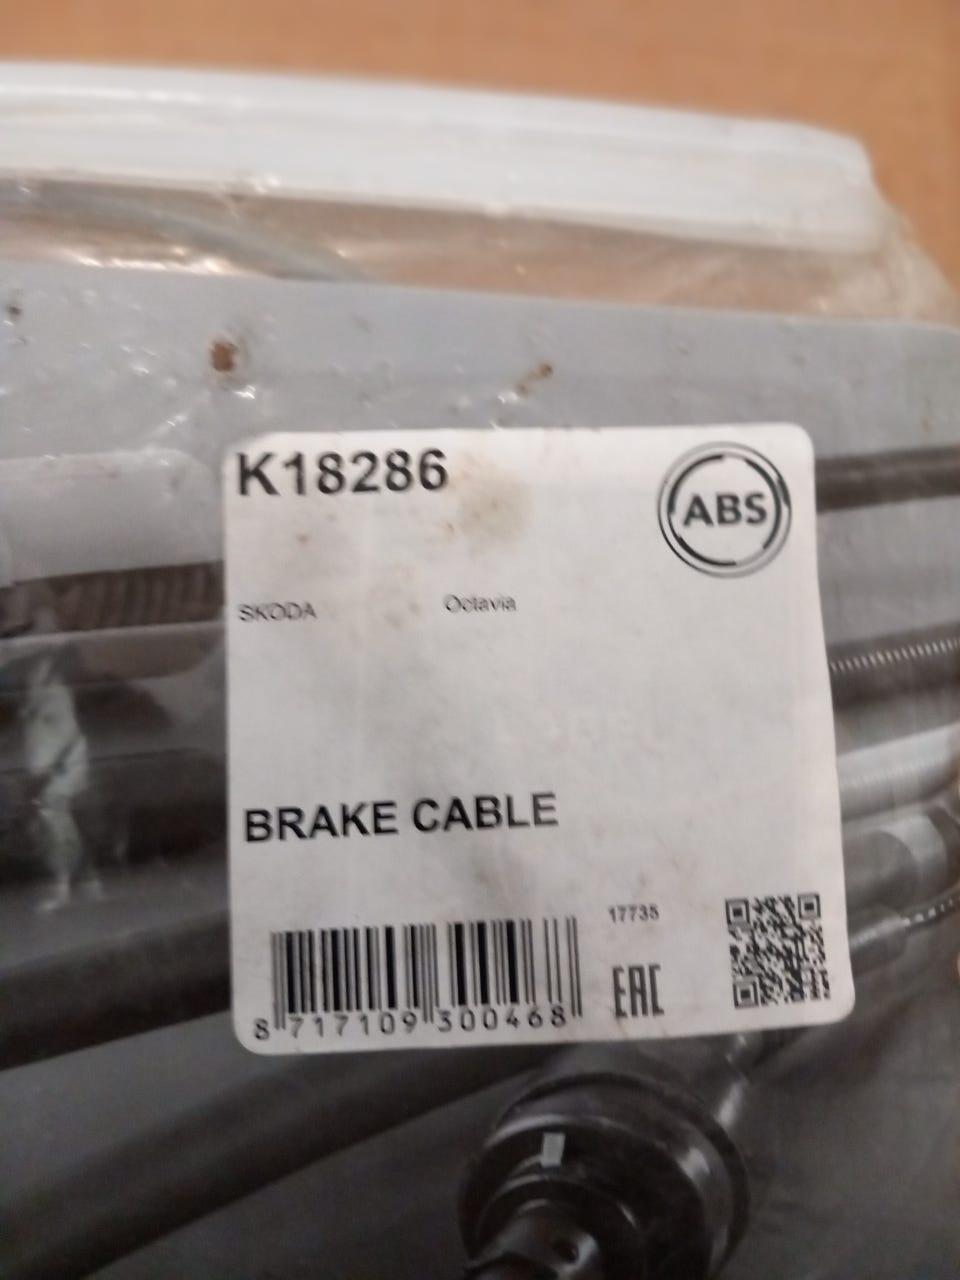 K18286
ABS
SKODA Octavia
BRAKE CABLE
17735
EAC
8 717109 300468